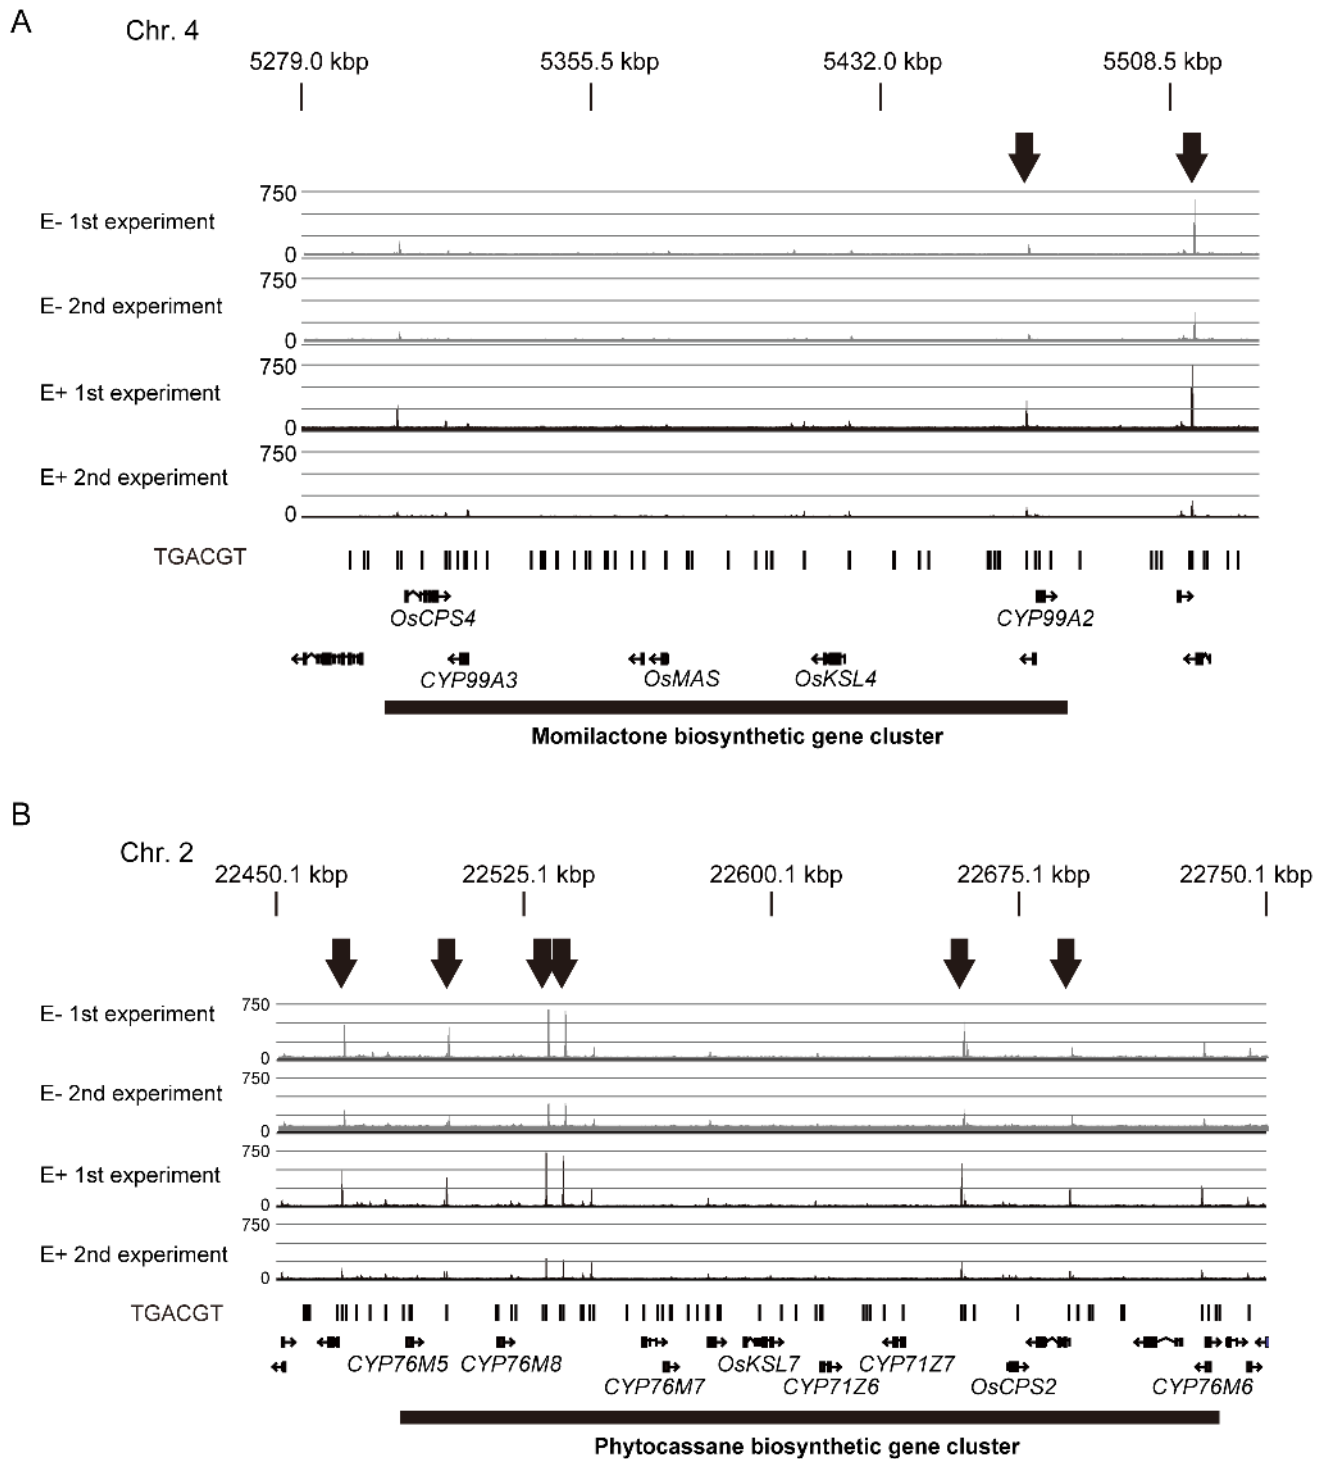 A
Chr. 4
5279.0 kbp 5355.5 kbp 5432.0 kbp 5508.5 kbp
750
E- 1st experiment
0
750
E- 2nd experiment
0
750
E+ 1st experiment
0
750
E+ 2nd experiment
0
TGACGT
OsCPS4 CYP99A2
CYP99A3 OsMAS OsKSL4
Momilactone biosynthetic gene cluster
B
Chr. 2
22450.1 kbp 22525.1 kbp 22600.1 kbp 22675.1 kbp 22750.1 kbp
750
E- 1st experiment
0
750
E- 2nd experiment
0
750
E+ 1st experiment
0
750
E+ 2nd experiment
0
TGACGT
CYP76M5 CYP76M8 OsKSL7 CYP71Z7
CYP76M7 CYP71Z6 OsCPS2 CYP76M6
Phytocassane biosynthetic gene cluster